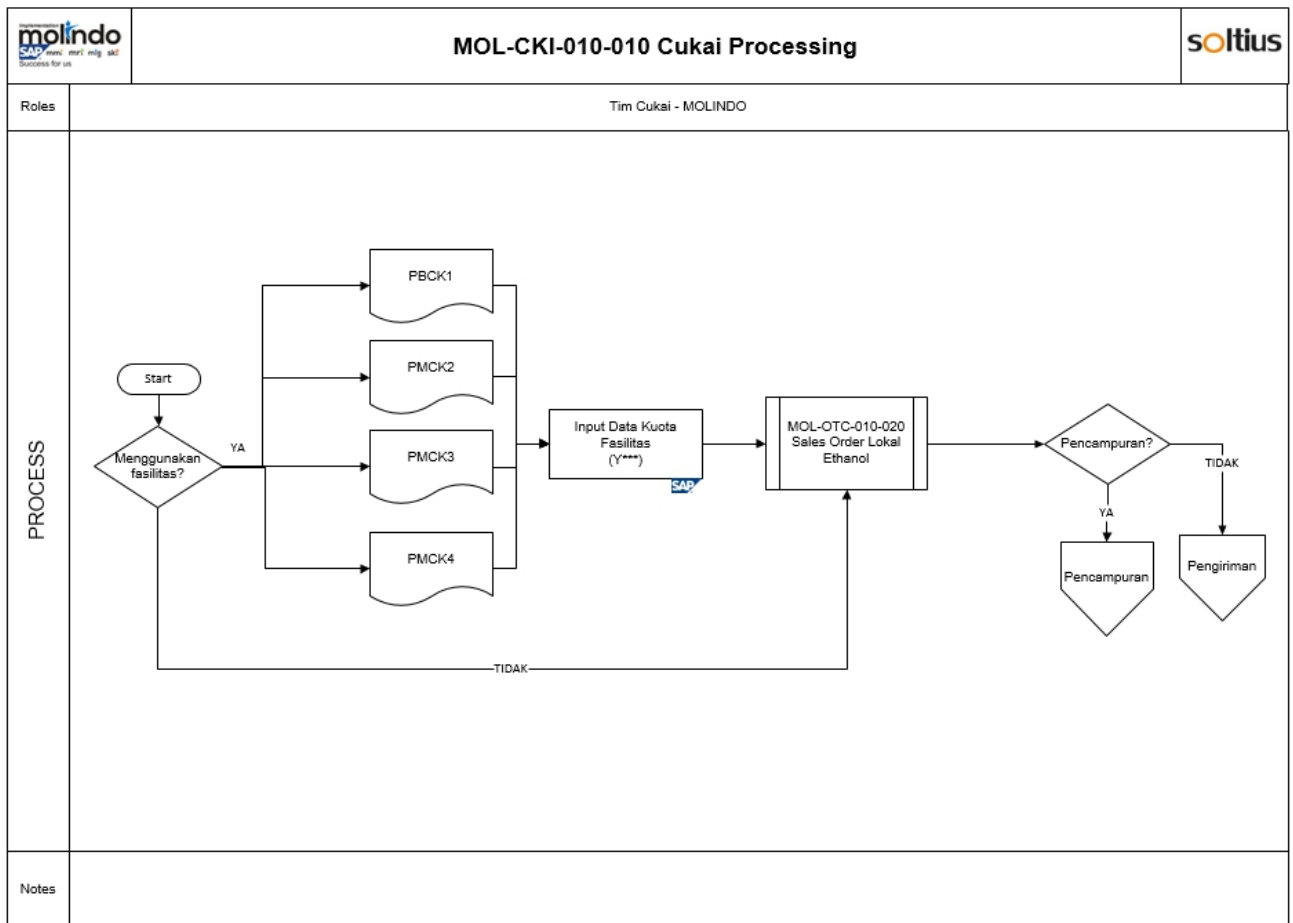 Implementation
molindo
SAP mmi mri mlg ski
Success for us
MOL-CKI-010-010 Cukai Processing
soltius
Roles
Tim Cukai - MOLINDO
PROCESS
Start
Menggunakan
fasilitas?
YA
PBCK1
PMCK2
PMCK3
PMCK4
Input Data Kuota
Fasilitas
(Y***)
SAP
MOL-OTC-010-020
Sales Order Lokal
Ethanol
Pencampuran?
TIDAK
YA
Pencampuran
Pengiriman
TIDAK
Notes